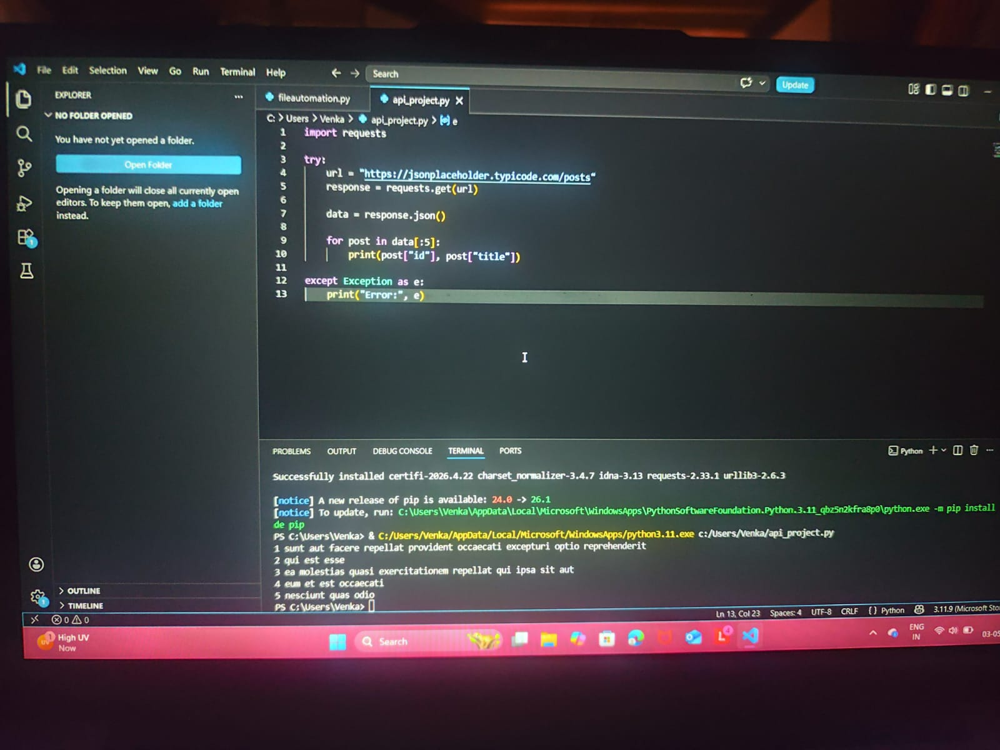 File Edit Selection View Go Run Terminal Help
Search
Update
EXPLORER
NO FOLDER OPENED
You have not yet opened a folder.
Open Folder
Opening a folder will close all currently open
editors. To keep them open, add a folder
instead.
OUTLINE
TIMELINE
fileautomation.py
api_project.py
C: > Users > Venka > api_project.py > e
1 import requests
2
3 try:
4 url = "https://jsonplaceholder.typicode.com/posts"
5 response = requests.get(url)
6
7 data = response.json()
8
9 for post in data[:5]:
10 print(post["id"], post["title"])
11
12 except Exception as e:
13 print("Error:", e)
PROBLEMS OUTPUT DEBUG CONSOLE TERMINAL PORTS
Python
Successfully installed certifi-2026.4.22 charset_normalizer-3.4.7 idna-3.13 requests-2.33.1 urllib3-2.6.3
[notice] A new release of pip is available: 24.0 -> 26.1
[notice] To update, run: C:\Users\Venka\AppData\Local\Microsoft\WindowsApps\PythonSoftwareFoundation.Python.3.11_qbz5n2kfra8p0\python.exe -m pip install
de pip
PS C:\Users\Venka> & C:/Users/Venka/AppData/Local/Microsoft/WindowsApps/python3.11.exe c:/Users/Venka/api_project.py
1 sunt aut facere repellat provident occaecati excepturi optio reprehenderit
2 qui est esse
3 ea molestias quasi exercitationem repellat qui ipsa sit aut
4 eum et est occaecati
5 nesciunt quas odio
PS C:\Users\Venka>
0 0
Ln 13, Col 23 Spaces: 4 UTF-8 CRLF { } Python 3.11.9 (Microsoft Sto
High UV
Now
Search
ENG
IN
03-05